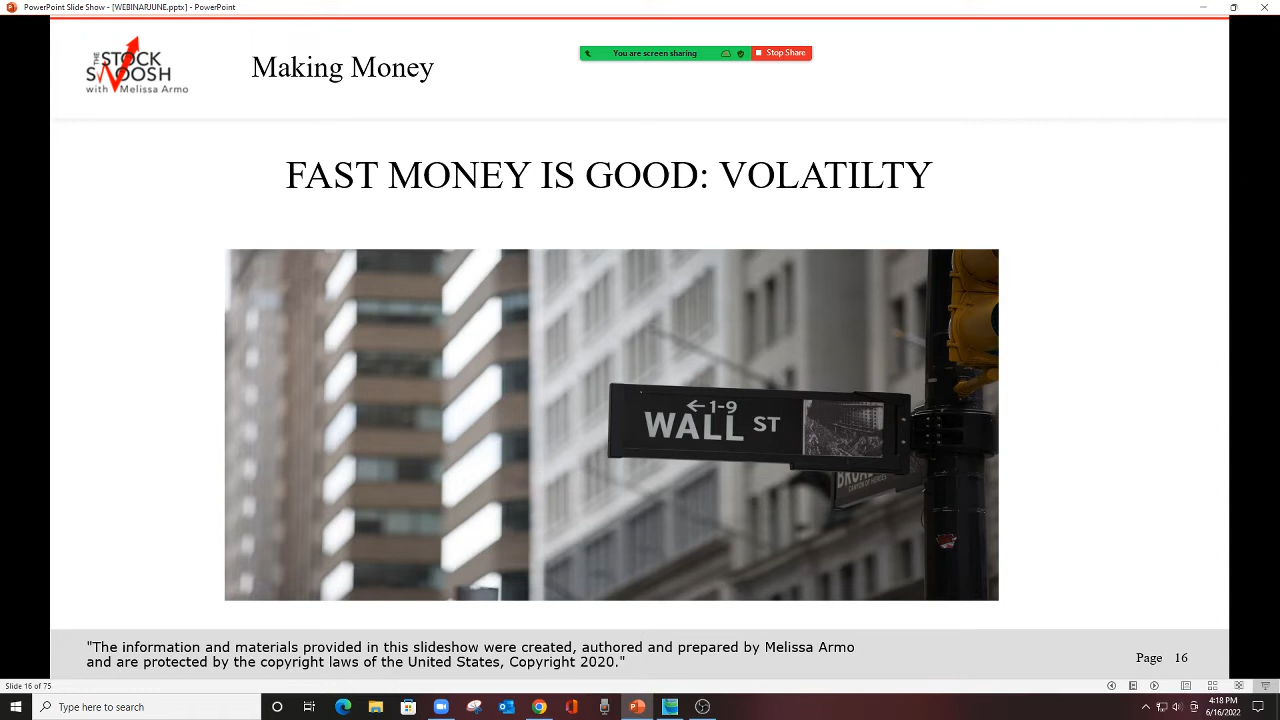 PowerPoint Slide Show - [WEBINARJUNE.pptx] - PowerPoint
You are screen sharing
Stop Share
THE
STOCK
SWOOSH
with Melissa Armo
Making Money
FAST MONEY IS GOOD: VOLATILTY
←1-9
WALL ST
CANYON OF HEROES
"The information and materials provided in this slideshow were created, authored and prepared by Melissa Armo
and are protected by the copyright laws of the United States, Copyright 2020."
Page 16
Slide 16 of 75
Type here to search
4:18 PM
6/16/2022